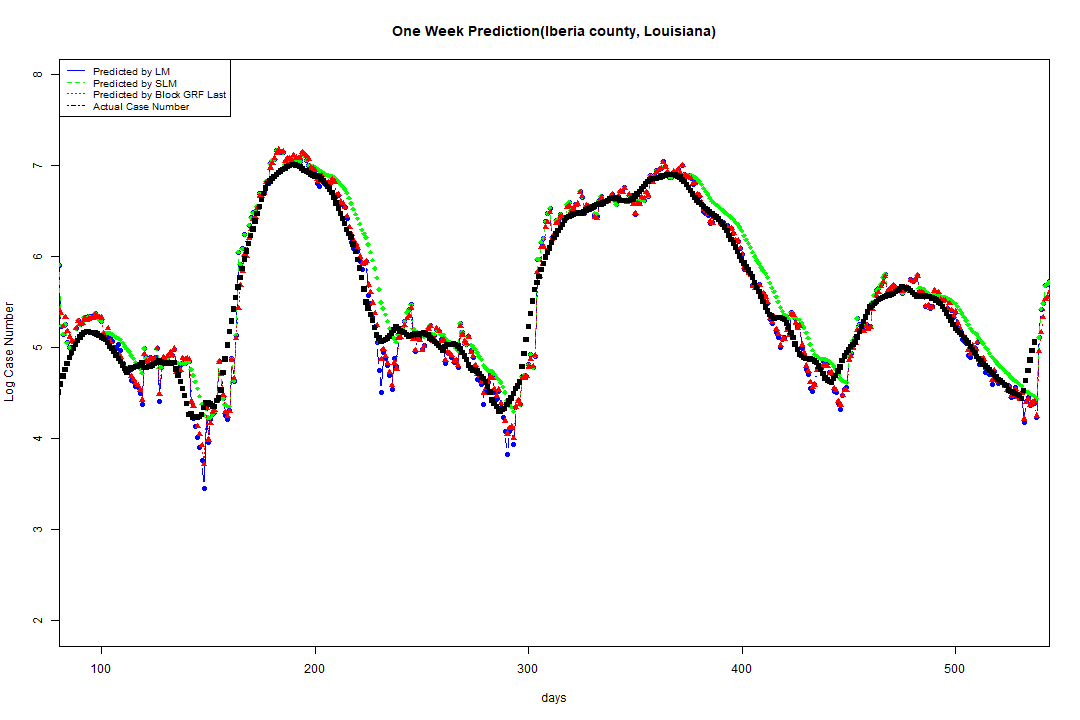 One Week Prediction(Iberia county, Louisiana)
Predicted by LM
Predicted by SLM
Predicted by Block GRF Last
Actual Case Number
8
7
6
5
4
3
2
Log Case Number
100 200 300 400 500
days